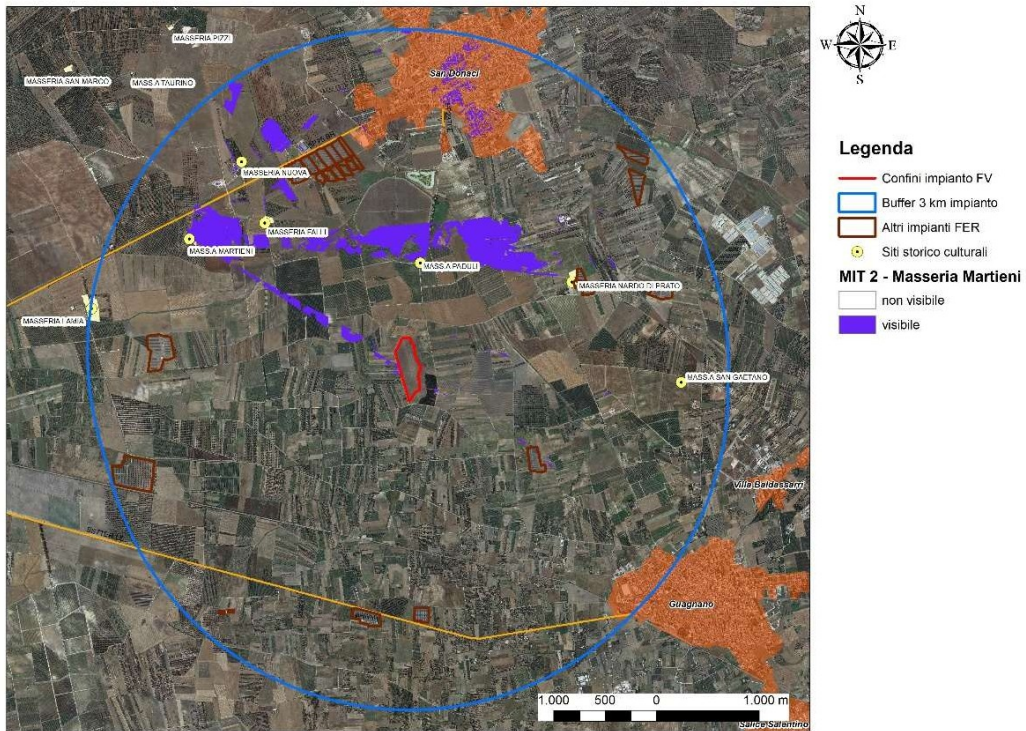 MASSERIA PIZZI
MASSERIA SAN MARCO
MASS.A TAURINO
San Donaci
MASSERIA NUOVA
MASSERIA FALLI
MASS.A MARTIENI
MASS.A PADULI
MASSERIA NARDO DI PRATO
MASSERIA LAMIA
MASS.A SAN GAETANO
Villa Baldassarri
Guagnano
Salice Salentino
1.000 500 0 1.000 m
N
W E
S
Legenda
Confini impianto FV
Buffer 3 km impianto
Altri impianti FER
Siti storico culturali
MIT 2 - Masseria Martieni
non visibile
visibile